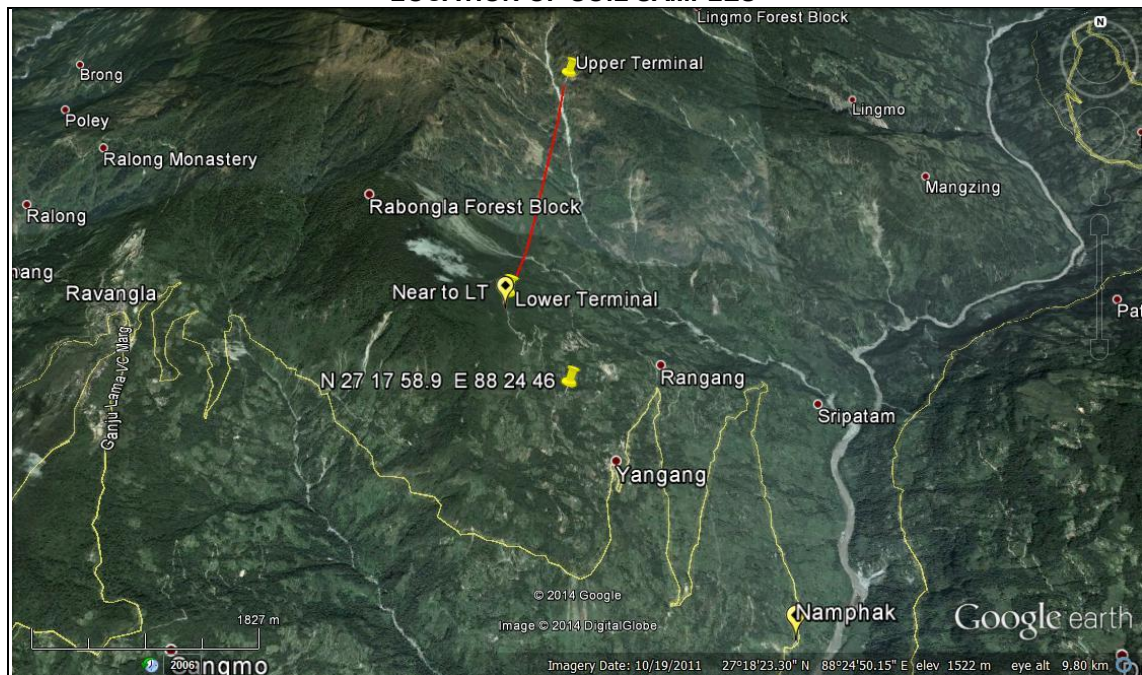 Lingmo Forest Block
N
Upper Terminal
Brong
Lingmo
Poley
Ralong Monastery
Mangzing
Rabongla Forest Block
Ralong
Ravangla
Near to LT
Lower Terminal
Ganju Lama VC Marg
N 27 17 58.9 E 88 24 46
Rangang
Sripatam
Yangang
© 2014 Google
Image © 2014 DigitalGlobe
Namphak
Google earth
1827 m
2006
Imagery Date: 10/19/2011 27°18'23.30" N 88°24'50.15" E elev 1522 m eye alt 9.80 km